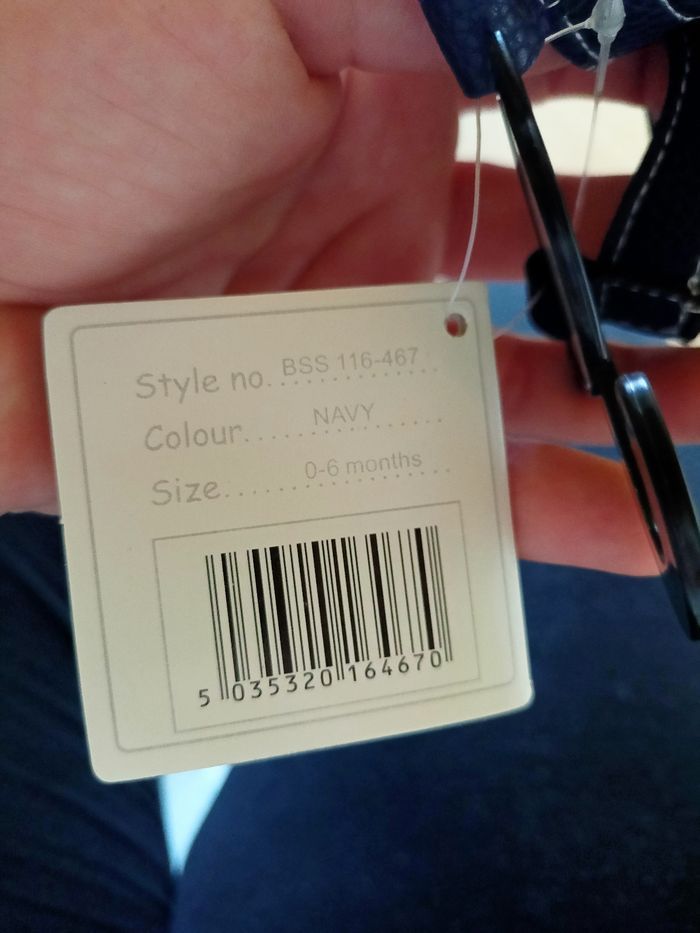 Style no. BSS 116-467
Colour..... NAVY
Size........ 0-6 months
5 035320 164670